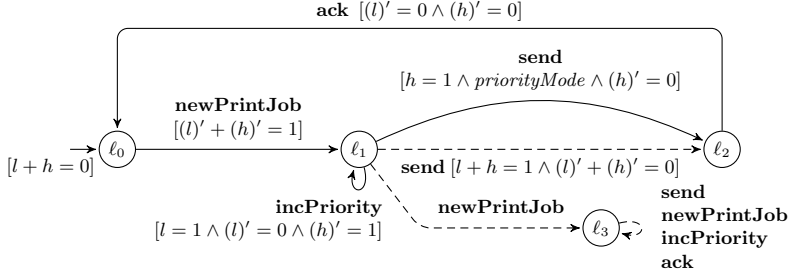 ack [(l)′ = 0 ∧ (h)′ = 0]
send
[h = 1 ∧ priorityMode ∧ (h)′ = 0]
newPrintJob
[(l)′ + (h)′ = 1]
ℓ0
ℓ1
ℓ2
[l + h = 0]
send [l + h = 1 ∧ (l)′ + (h)′ = 0]
incPriority
[l = 1 ∧ (l)′ = 0 ∧ (h)′ = 1]
newPrintJob
ℓ3
send
newPrintJob
incPriority
ack